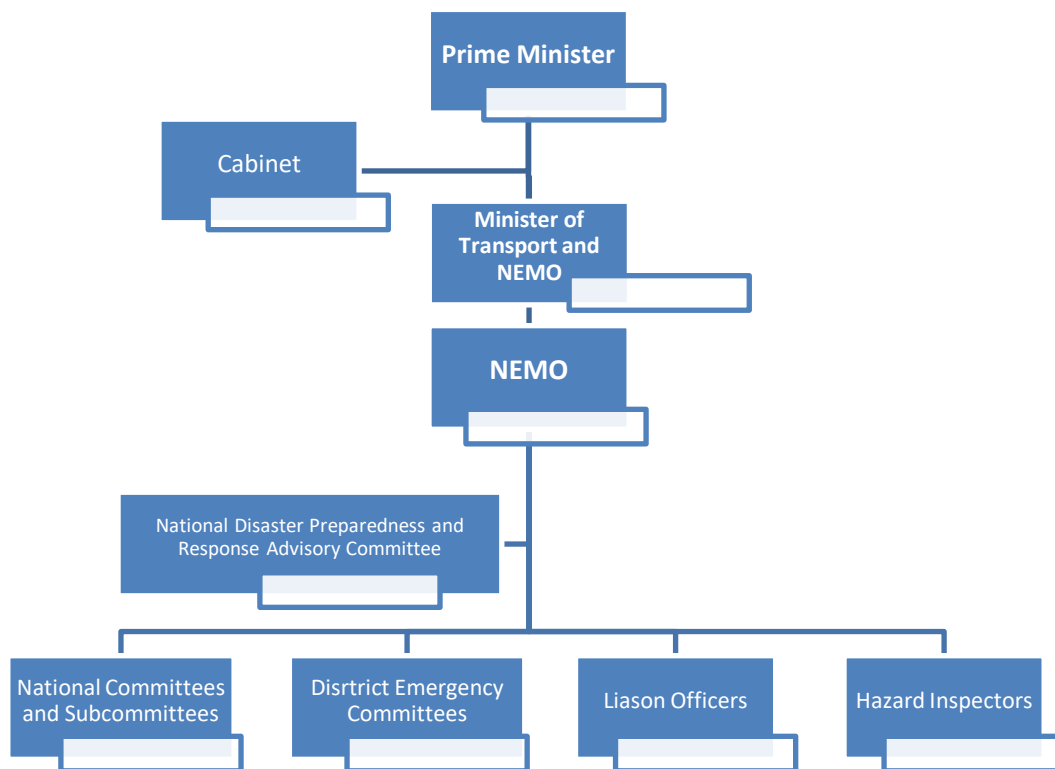 Prime Minister
Cabinet
Minister of
Transport and
NEMO
NEMO
National Disaster Preparedness and
Response Advisory Committee
National Committees
and Subcommittees
Disrtrict Emergency
Committees
Liason Officers
Hazard Inspectors